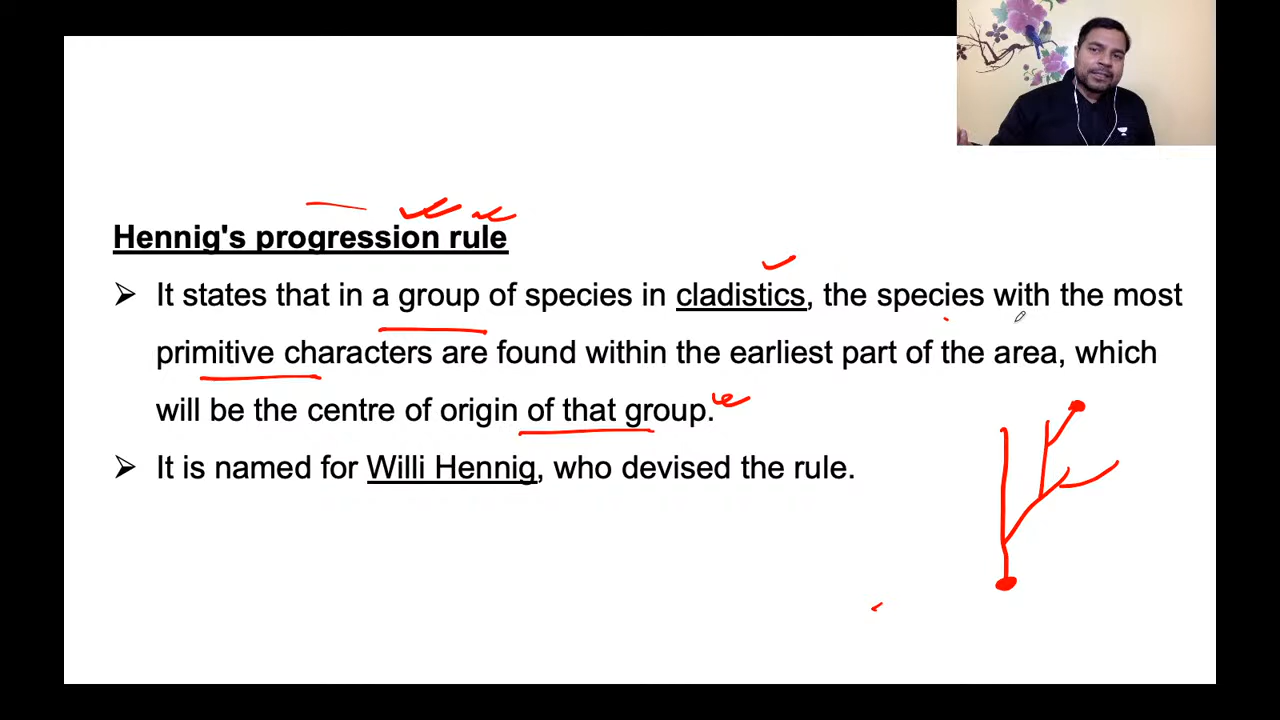 Hennig's progression rule
➢ It states that in a group of species in cladistics, the species with the most
primitive characters are found within the earliest part of the area, which
will be the centre of origin of that group.
➢ It is named for Willi Hennig, who devised the rule.